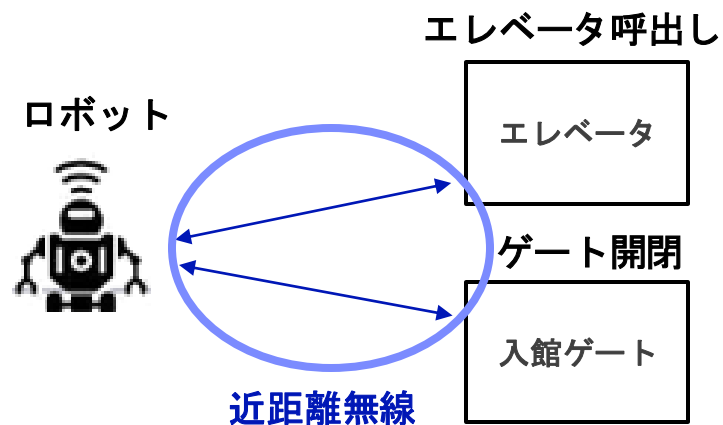 エレベータ呼出し
ロボット
エレベータ
ゲート開閉
入館ゲート
近距離無線